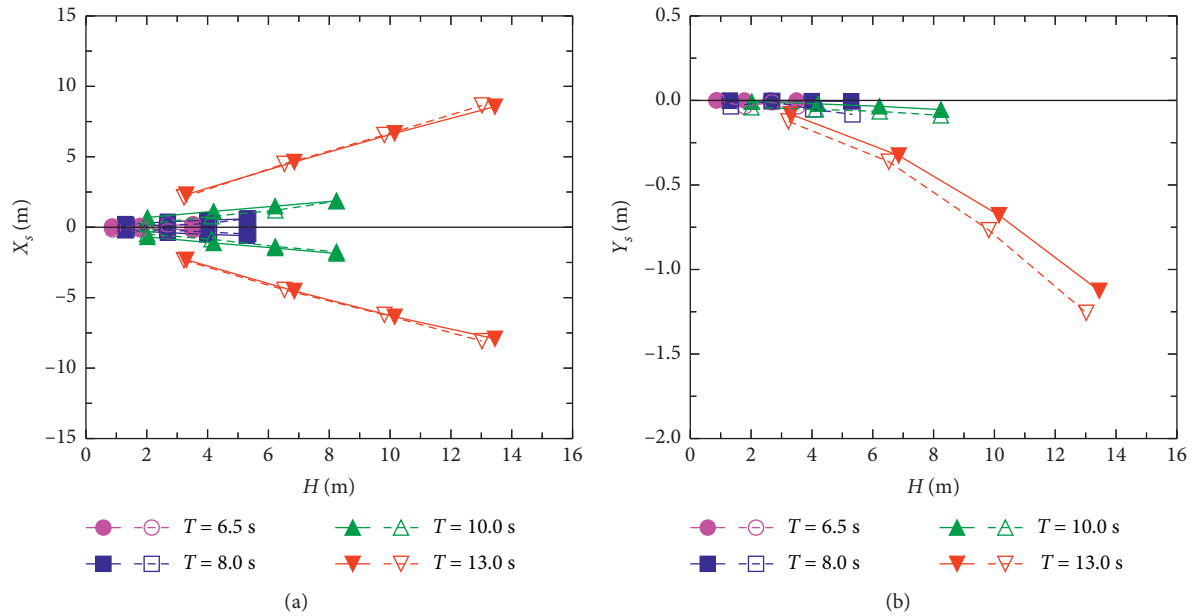 15
10
5
0
−5
−10
−15
X_s (m)
0 2 4 6 8 10 12 14 16
H (m)
T = 6.5 s
T = 10.0 s
T = 8.0 s
T = 13.0 s
(a)
0.5
0.0
−0.5
−1.0
−1.5
−2.0
Y_s (m)
0 2 4 6 8 10 12 14 16
H (m)
T = 6.5 s
T = 10.0 s
T = 8.0 s
T = 13.0 s
(b)